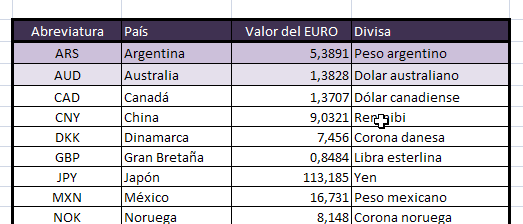 Abreviatura País Valor del EURO Divisa
ARS Argentina 5,3891 Peso argentino
AUD Australia 1,3828 Dolar australiano
CAD Canadá 1,3707 Dólar canadiense
CNY China 9,0321
DKK Dinamarca 7,456 Corona danesa
GBP Gran Bretaña 0,8484 Libra esterlina
JPY Japón 113,185 Yen
MXN México 16,731 Peso mexicano
NOK Noruega 8,148 Corona noruega